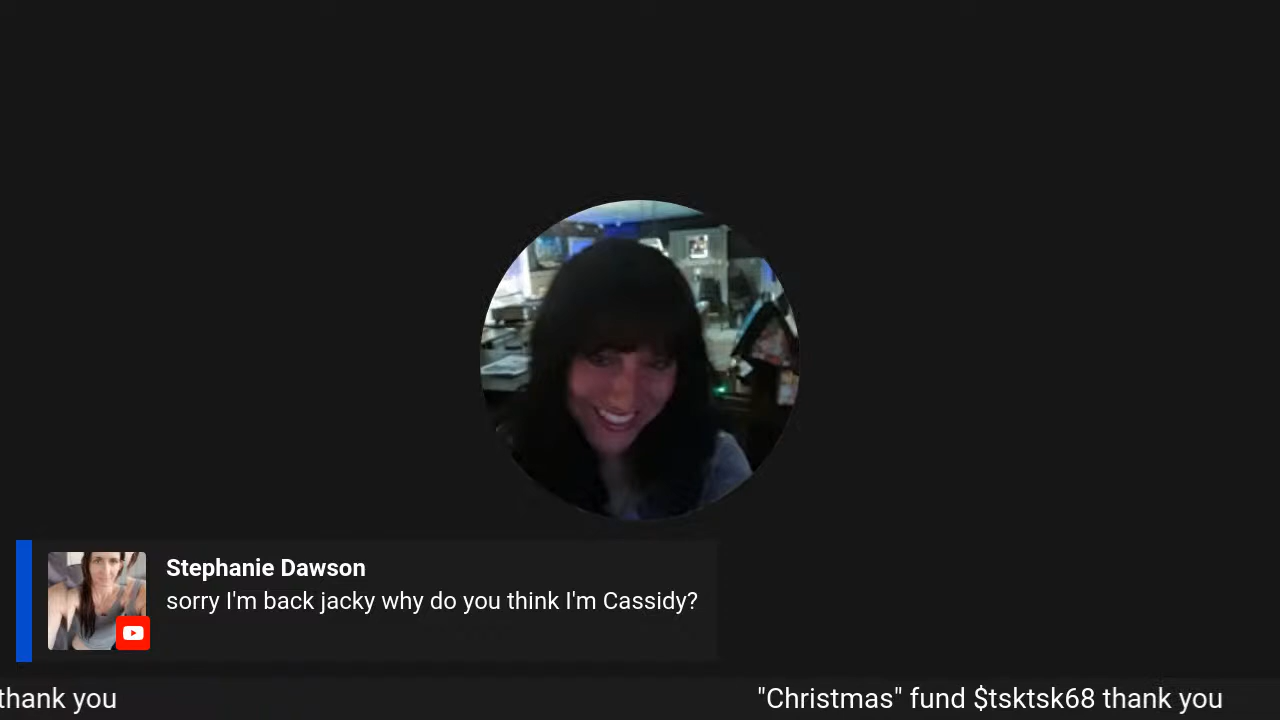 Stephanie Dawson
sorry I'm back jacky why do you think I'm Cassidy?
thank you "Christmas" fund $tsktsk68 thank you